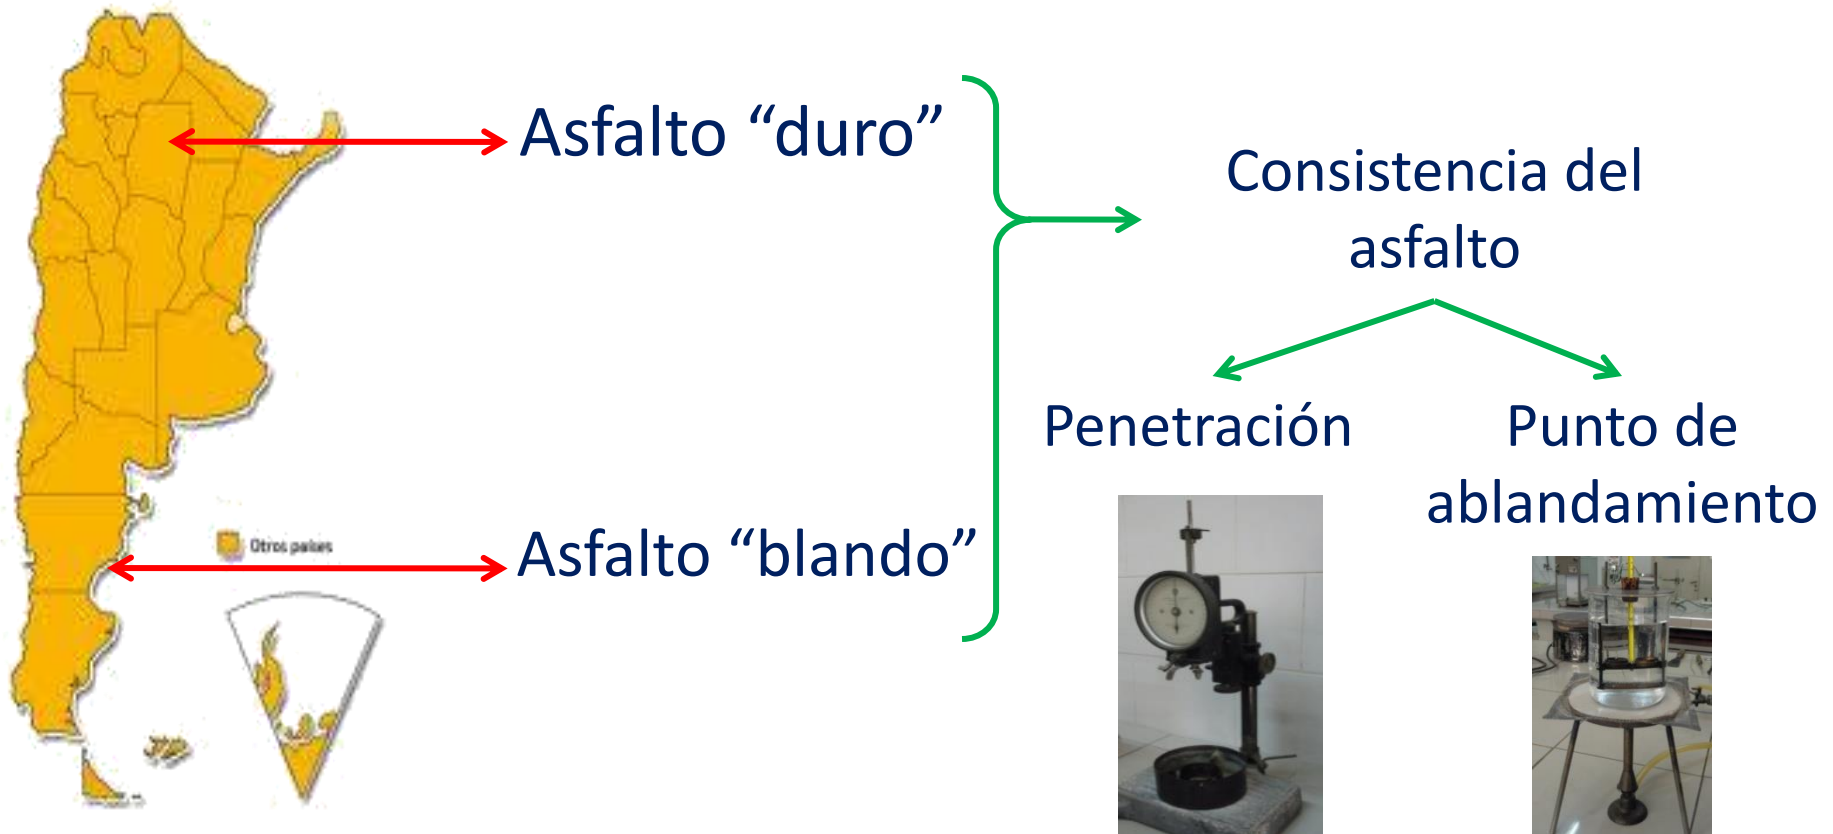 Asfalto “duro”
Consistencia del
asfalto
Penetración
Punto de
ablandamiento
Asfalto “blando”
Otros países